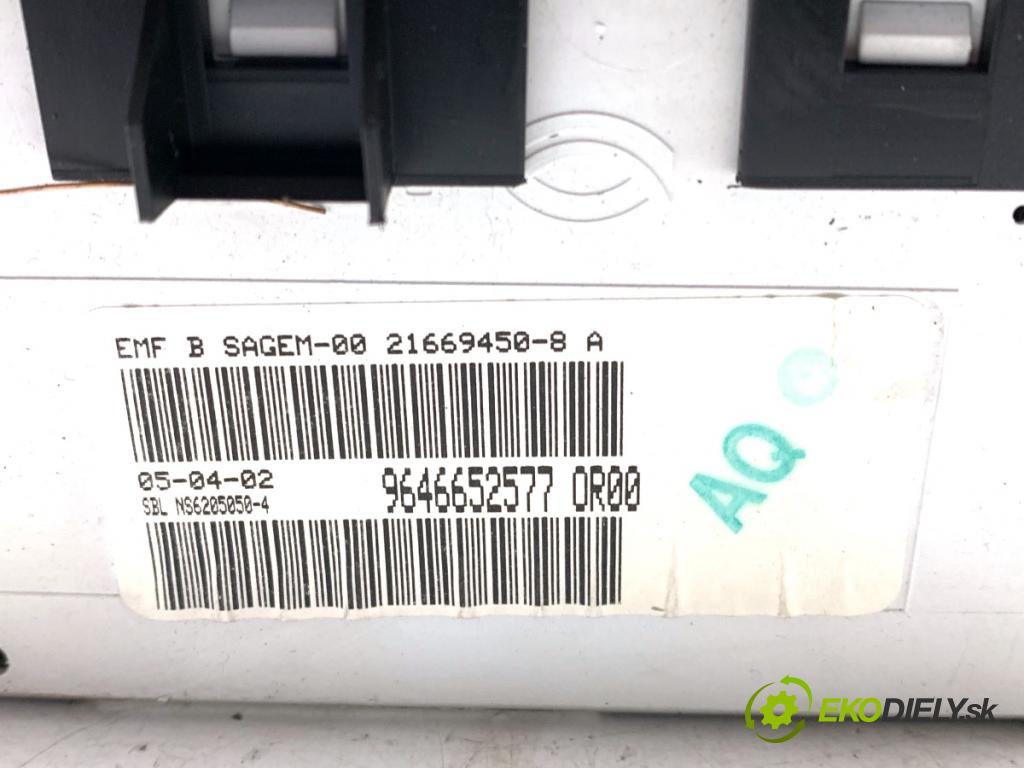 EMF B SAGEM-00 21669450-8 A
05-04-02
SBL NS6205050-4
9646652577 0R00
AQ
EKODIELY.sk